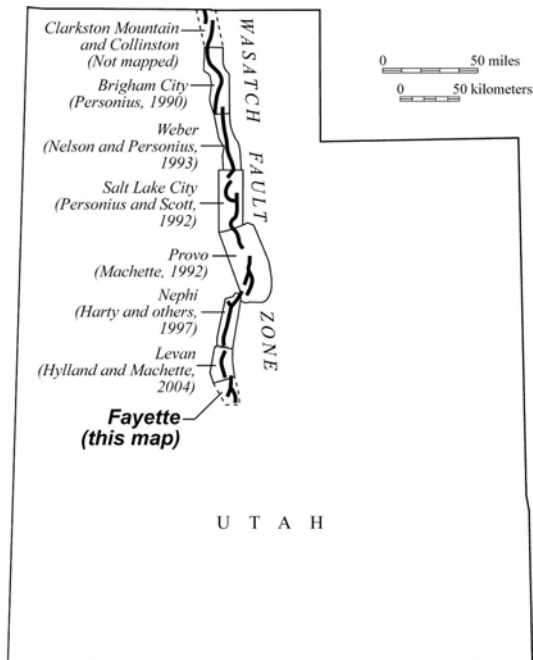 Clarkston Mountain
and Collinston
(Not mapped)
Brigham City
(Personius, 1990)
Weber
(Nelson and Personius,
1993)
Salt Lake City
(Personius and Scott,
1992)
Provo
(Machette, 1992)
Nephi
(Harty and others,
1997)
Levan
(Hylland and Machette,
2004)
Fayette
(this map)
WASATCH FAULT ZONE
0 50 miles
0 50 kilometers
UTAH